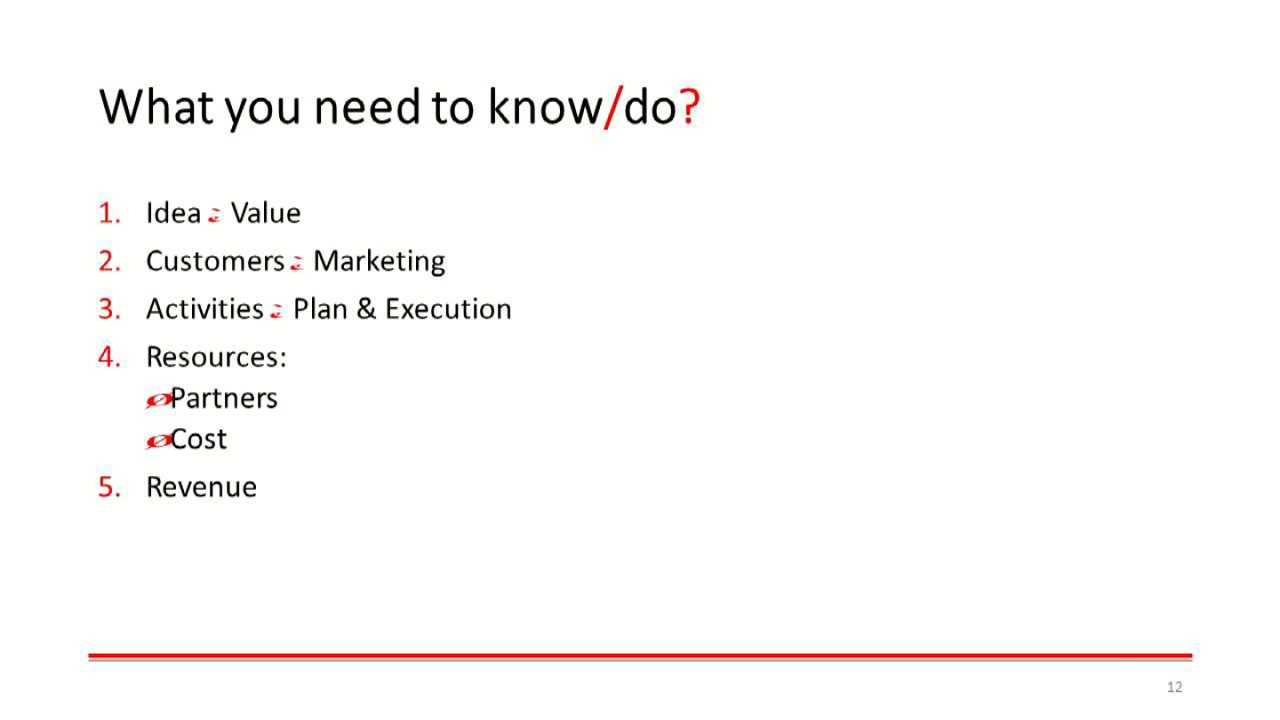 What you need to know/do?
1. Idea Value
2. Customers Marketing
3. Activities Plan & Execution
4. Resources:
Partners
Cost
5. Revenue
12